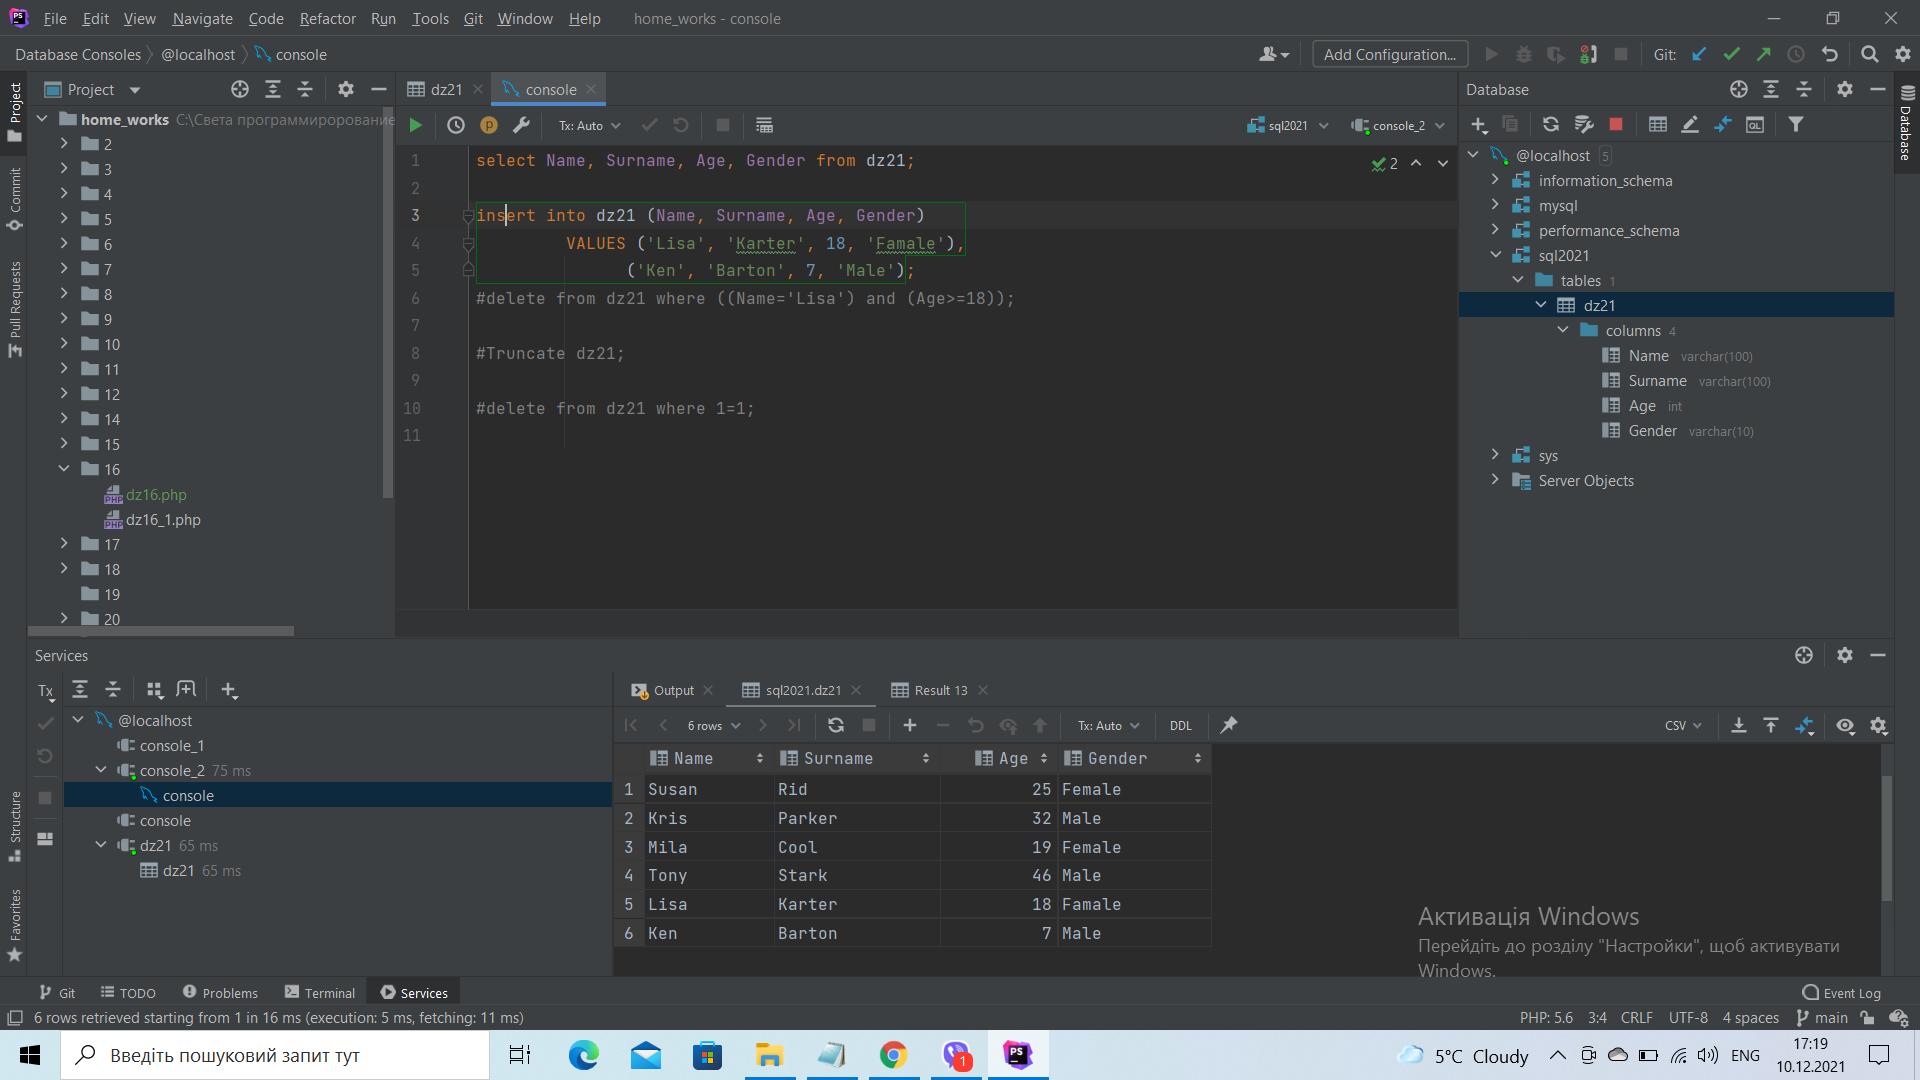 File Edit View Navigate Code Refactor Run Tools Git Window Help home_works - console
Database Consoles @localhost console Add Configuration... Git:
Project dz21 console Database
Tx: Auto sql2021 console_2
Project
Commit
Pull Requests
Structure
Favorites
Database
home_works C:\Света программирорование
2
3
4
5
6
7
8
9
10
11
12
14
15
16
dz16.php
dz16_1.php
17
18
19
20
1 select Name, Surname, Age, Gender from dz21; 2
2
3 insert into dz21 (Name, Surname, Age, Gender)
4 VALUES ('Lisa', 'Karter', 18, 'Famale'),
5 ('Ken', 'Barton', 7, 'Male');
6 #delete from dz21 where ((Name='Lisa') and (Age>=18));
7
8 #Truncate dz21;
9
10 #delete from dz21 where 1=1;
11
@localhost 5
information_schema
mysql
performance_schema
sql2021
tables 1
dz21
columns 4
Name varchar(100)
Surname varchar(100)
Age int
Gender varchar(10)
sys
Server Objects
Services
Tx
@localhost
console_1
console_2 75 ms
console
console
dz21 65 ms
dz21 65 ms
Output sql2021.dz21 Result 13
6 rows Tx: Auto DDL CSV
Name Surname Age Gender
1 Susan Rid 25 Female
2 Kris Parker 32 Male
3 Mila Cool 19 Female
4 Tony Stark 46 Male
5 Lisa Karter 18 Famale
6 Ken Barton 7 Male
Активація Windows
Перейдіть до розділу "Настройки", щоб активувати
Windows.
Git TODO Problems Terminal Services Event Log
6 rows retrieved starting from 1 in 16 ms (execution: 5 ms, fetching: 11 ms) PHP: 5.6 3:4 CRLF UTF-8 4 spaces main
Введіть пошуковий запит тут 1 PS 5°C Cloudy ENG 17:19
10.12.2021